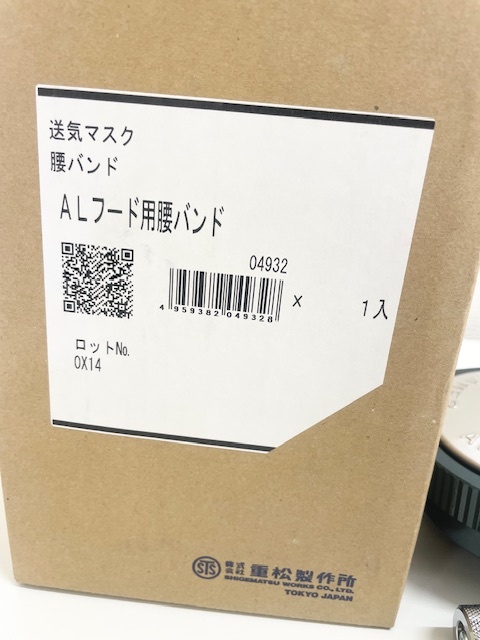 送気マスク
腰バンド
ALフード用腰バンド
04932
4 959382 049328
X 1入
ロットNo.
0X14
STS 株式会社 重松製作所
SHIGEMATSU WORKS CO., LTD.
TOKYO JAPAN